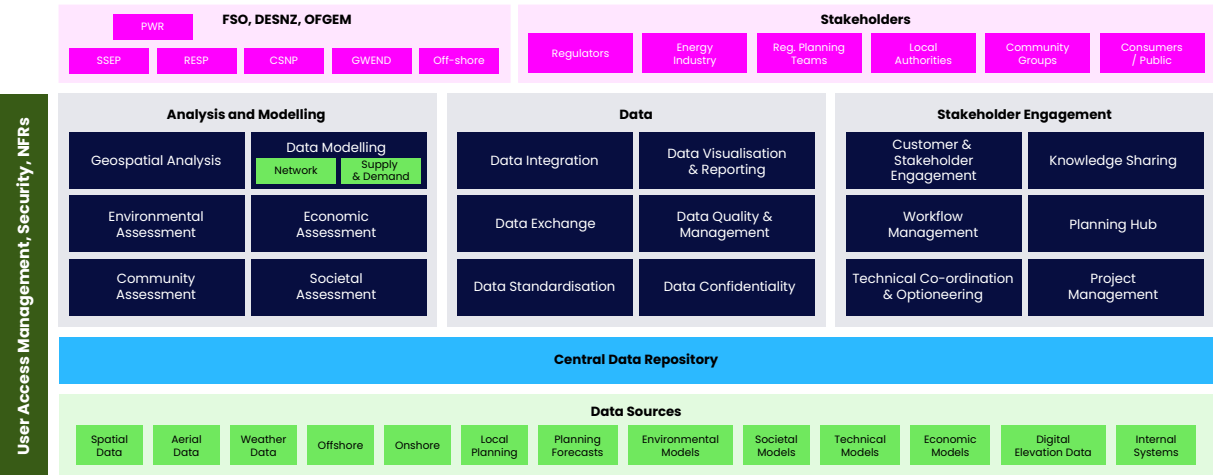 FSO, DESNZ, OFGEM
PWR
SSEP
RESP
CSNP
GWEND
Off-shore
Stakeholders
Regulators
Energy
Industry
Reg. Planning
Teams
Local
Authorities
Community
Groups
Consumers
/ Public
User Access Management, Security, NFRs
Analysis and Modelling
Geospatial Analysis
Data Modelling
Network
Supply
& Demand
Environmental
Assessment
Economic
Assessment
Community
Assessment
Societal
Assessment
Data
Data Integration
Data Visualisation
& Reporting
Data Exchange
Data Quality &
Management
Data Standardisation
Data Confidentiality
Stakeholder Engagement
Customer &
Stakeholder
Engagement
Knowledge Sharing
Workflow
Management
Planning Hub
Technical Co-ordination
& Optioneering
Project
Management
Central Data Repository
Data Sources
Spatial
Data
Aerial
Data
Weather
Data
Offshore
Onshore
Local
Planning
Planning
Forecasts
Environmental
Models
Societal
Models
Technical
Models
Economic
Models
Digital
Elevation Data
Internal
Systems